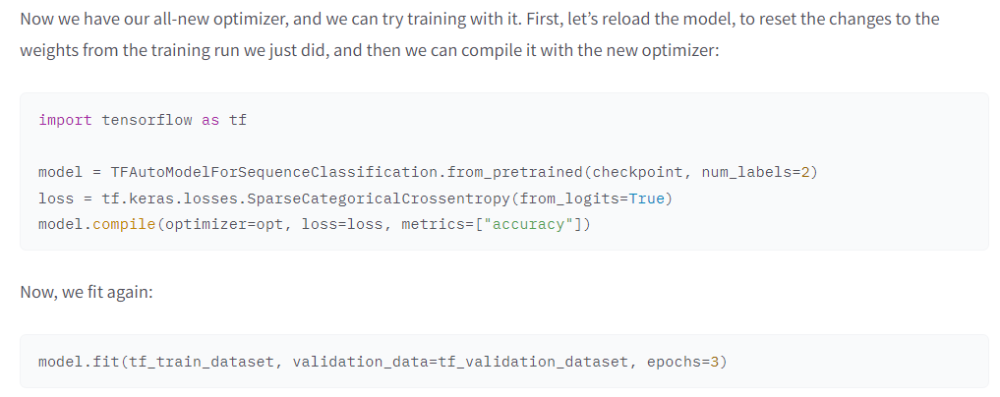 Now we have our all-new optimizer, and we can try training with it. First, let’s reload the model, to reset the changes to the
weights from the training run we just did, and then we can compile it with the new optimizer:
import tensorflow as tf
model = TFAutoModelForSequenceClassification.from_pretrained(checkpoint, num_labels=2)
loss = tf.keras.losses.SparseCategoricalCrossentropy(from_logits=True)
model.compile(optimizer=opt, loss=loss, metrics=["accuracy"])
Now, we fit again:
model.fit(tf_train_dataset, validation_data=tf_validation_dataset, epochs=3)